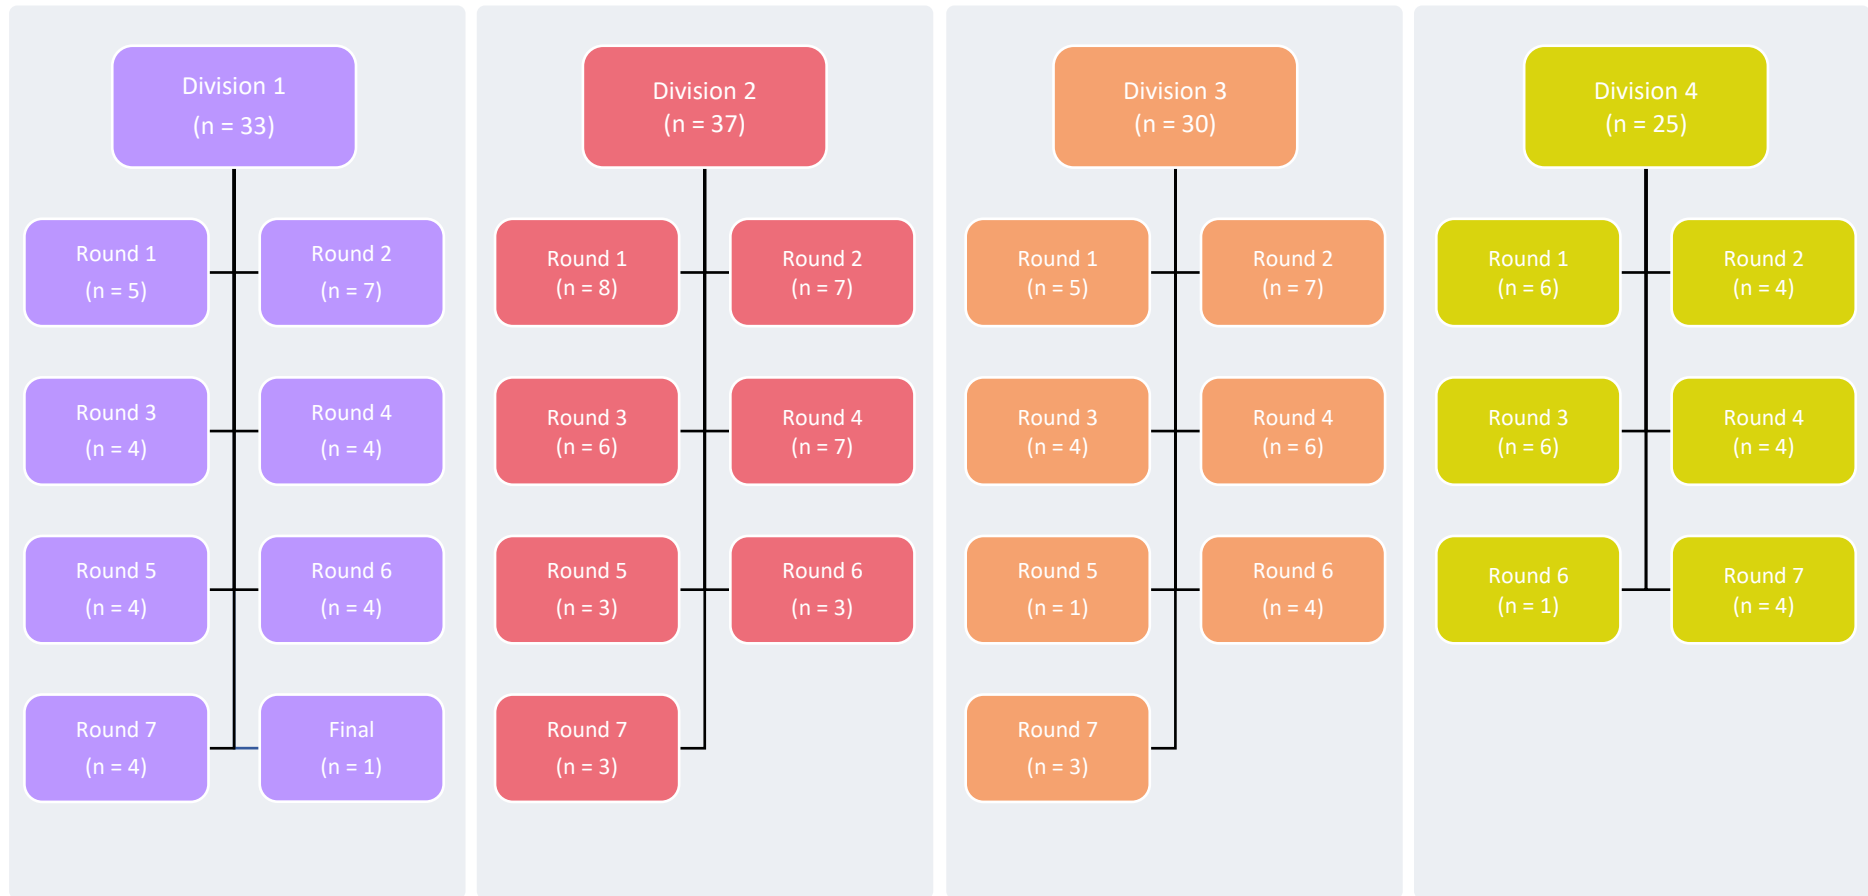 Division 1
(n = 33)
Round 1
(n = 5)
Round 2
(n = 7)
Round 3
(n = 4)
Round 4
(n = 4)
Round 5
(n = 4)
Round 6
(n = 4)
Round 7
(n = 4)
Final
(n = 1)
Division 2
(n = 37)
Round 1
(n = 8)
Round 2
(n = 7)
Round 3
(n = 6)
Round 4
(n = 7)
Round 5
(n = 3)
Round 6
(n = 3)
Round 7
(n = 3)
Division 3
(n = 30)
Round 1
(n = 5)
Round 2
(n = 7)
Round 3
(n = 4)
Round 4
(n = 6)
Round 5
(n = 1)
Round 6
(n = 4)
Round 7
(n = 3)
Division 4
(n = 25)
Round 1
(n = 6)
Round 2
(n = 4)
Round 3
(n = 6)
Round 4
(n = 4)
Round 6
(n = 1)
Round 7
(n = 4)